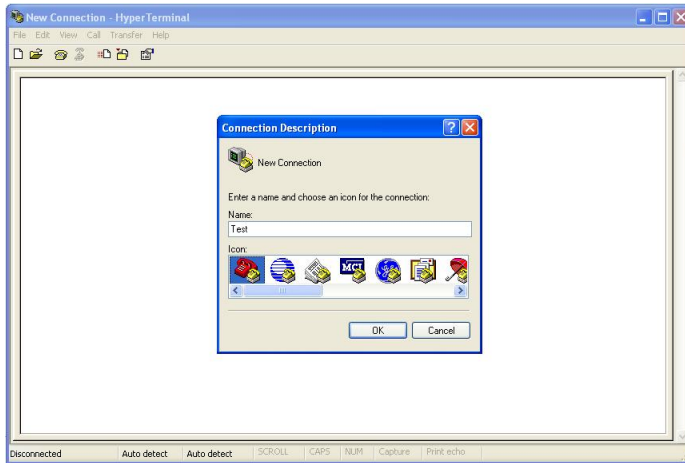 New Connection - HyperTerminal
File Edit View Call Transfer Help
Connection Description
New Connection
Enter a name and choose an icon for the connection:
Name:
Test
Icon:
MCI
OK Cancel
Disconnected Auto detect Auto detect SCROLL CAPS NUM Capture Print echo